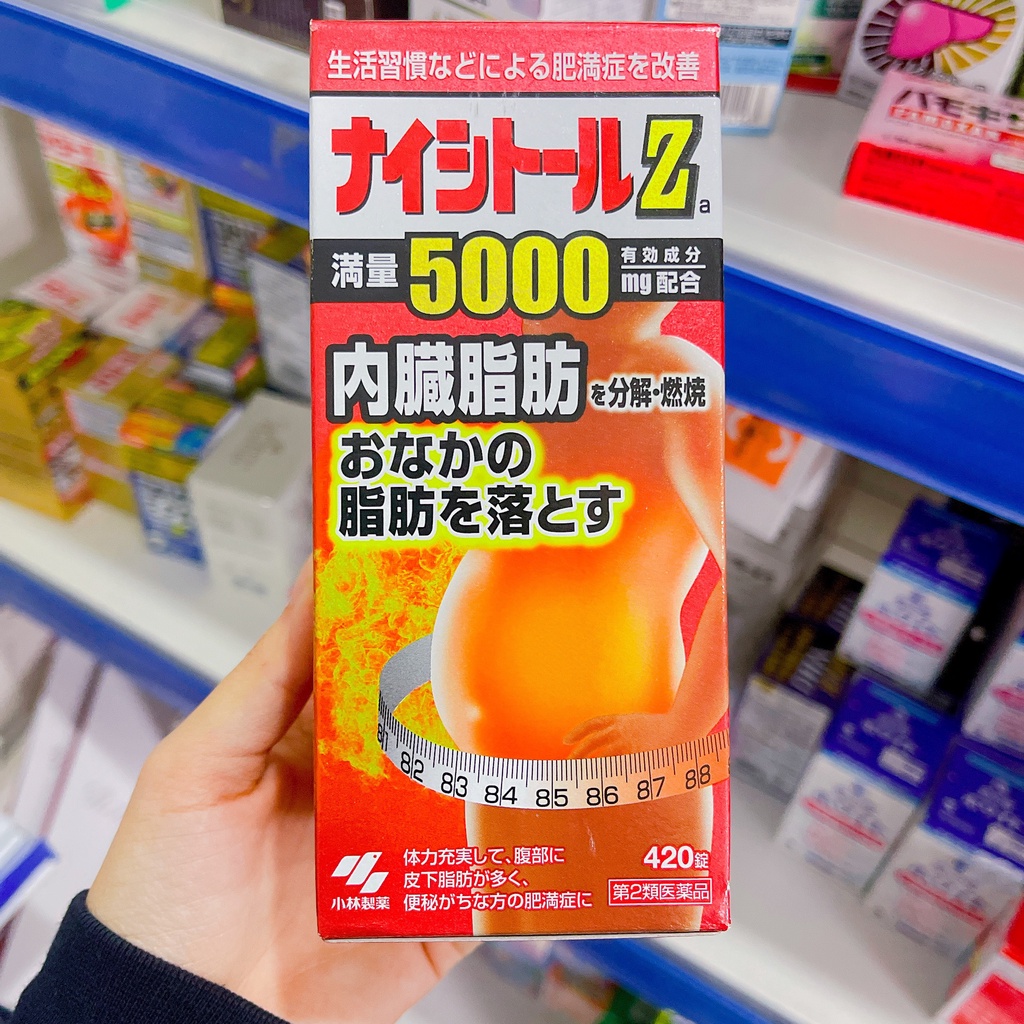 生活習慣などによる肥満症を改善
ナイシトールZa
満量5000有効成分mg配合
内臓脂肪を分解・燃焼
おなかの
脂肪を落とす
81 82 83 84 85 86 87 88
体力充実して、腹部に
皮下脂肪が多く、
便秘がちな方の肥満症に
小林製薬
420錠
第2類医薬品